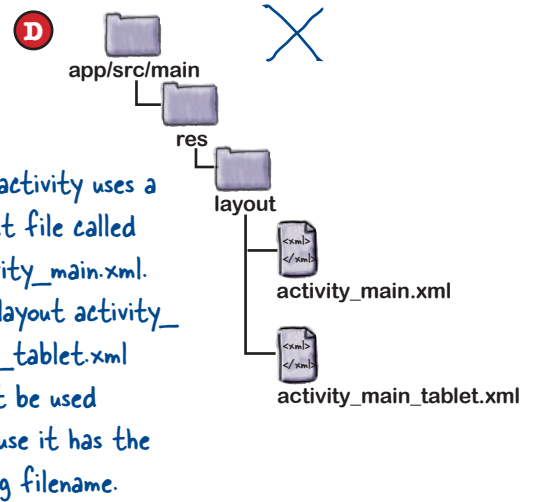 D
app/src/main
res
layout
activity uses a
t file called
ity_main.xml.
layout activity_
_tablet.xml
t be used
use it has the
g filename.
<xml>
</xml>
activity_main.xml
<xml>
</xml>
activity_main_tablet.xml